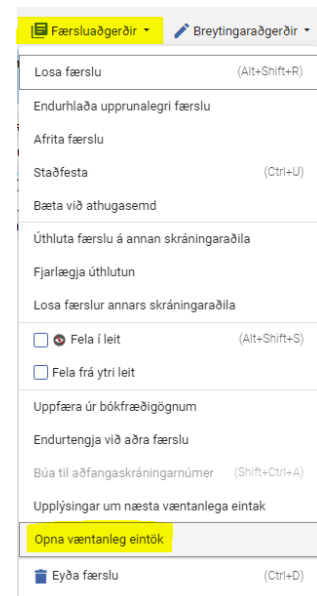 Færsluaðgerðir Breytingaraðgerðir
Losa færslu (Alt+Shift+R)
Endurhlaða upprunalegri færslu
Afrita færslu
Staðfesta (Ctrl+U)
Bæta við athugasemd
Úthluta færslu á annan skráningaraðila
Fjarlægja úthlutun
Losa færslur annars skráningaraðila
Fela í leit (Alt+Shift+S)
Fela frá ytri leit
Uppfæra úr bókfræðigögnum
Endurtengja við aðra færslu
Búa til aðfangaskráningarnúmer (Shift+Ctrl+A)
Upplýsingar um næsta væntanlega eintak
Opna væntanleg eintök
Eyða færslu (Ctrl+D)